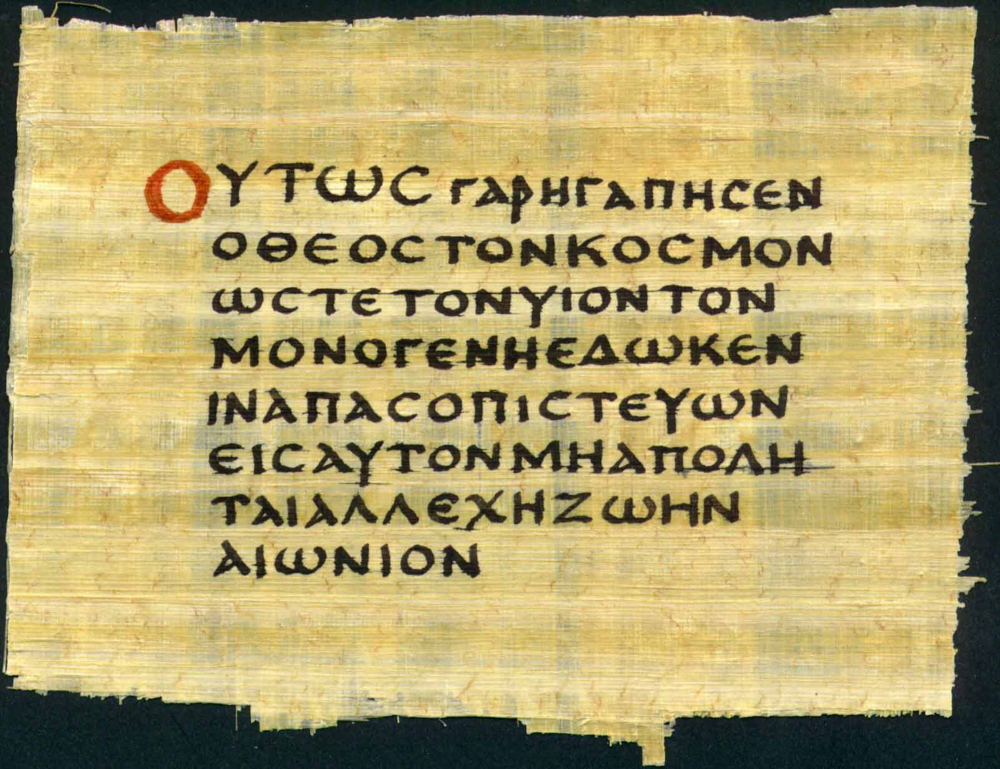 ΟΥΤωϹ ΓΑΡΗΓΑΠΗϹΕΝ
ΟΘΕΟϹΤΟΝΚΟϹΜΟΝ
ωϹΤΕΤΟΝΥΙΟΝΤΟΝ
ΜΟΝΟΓΕΝΗΕΔωΚΕΝ
ΙΝΑΠΑϹΟΠΙϹΤΕΥωΝ
ΕΙϹΑΥΤΟΝΜΗΑΠΟΛΗ
ΤΑΙΑΛΛΕΧΗΖωΗΝ
ΑΙωΝΙΟΝ